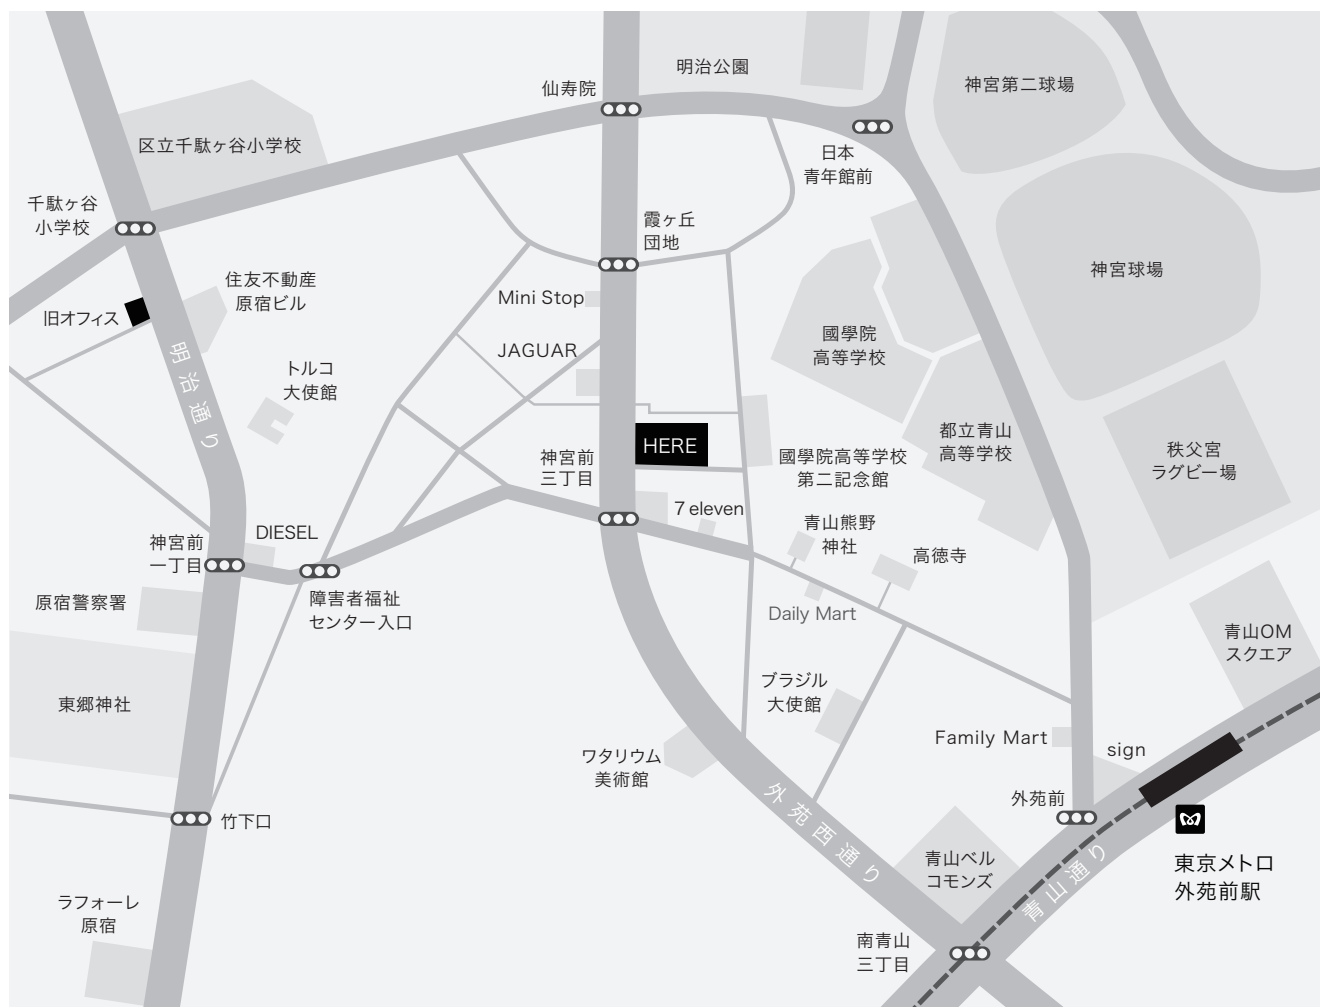 明治公園
神宮第二球場
仙寿院
区立千駄ヶ谷小学校
日本
青年館前
千駄ヶ谷
小学校
霞ヶ丘
団地
神宮球場
住友不動産
原宿ビル
旧オフィス
Mini Stop
明治通り
JAGUAR
國學院
高等学校
トルコ
大使館
都立青山
高等学校
HERE
秩父宮
ラグビー場
神宮前
三丁目
國學院高等学校
第二記念館
7 eleven
青山熊野
神社
DIESEL
神宮前
一丁目
高徳寺
原宿警察署
障害者福祉
センター入口
Daily Mart
青山OM
スクエア
東郷神社
ブラジル
大使館
Family Mart
sign
ワタリウム
美術館
外苑前
竹下口
外苑西通り
青山ベル
コモンズ
青山通り
東京メトロ
外苑前駅
ラフォーレ
原宿
南青山
三丁目